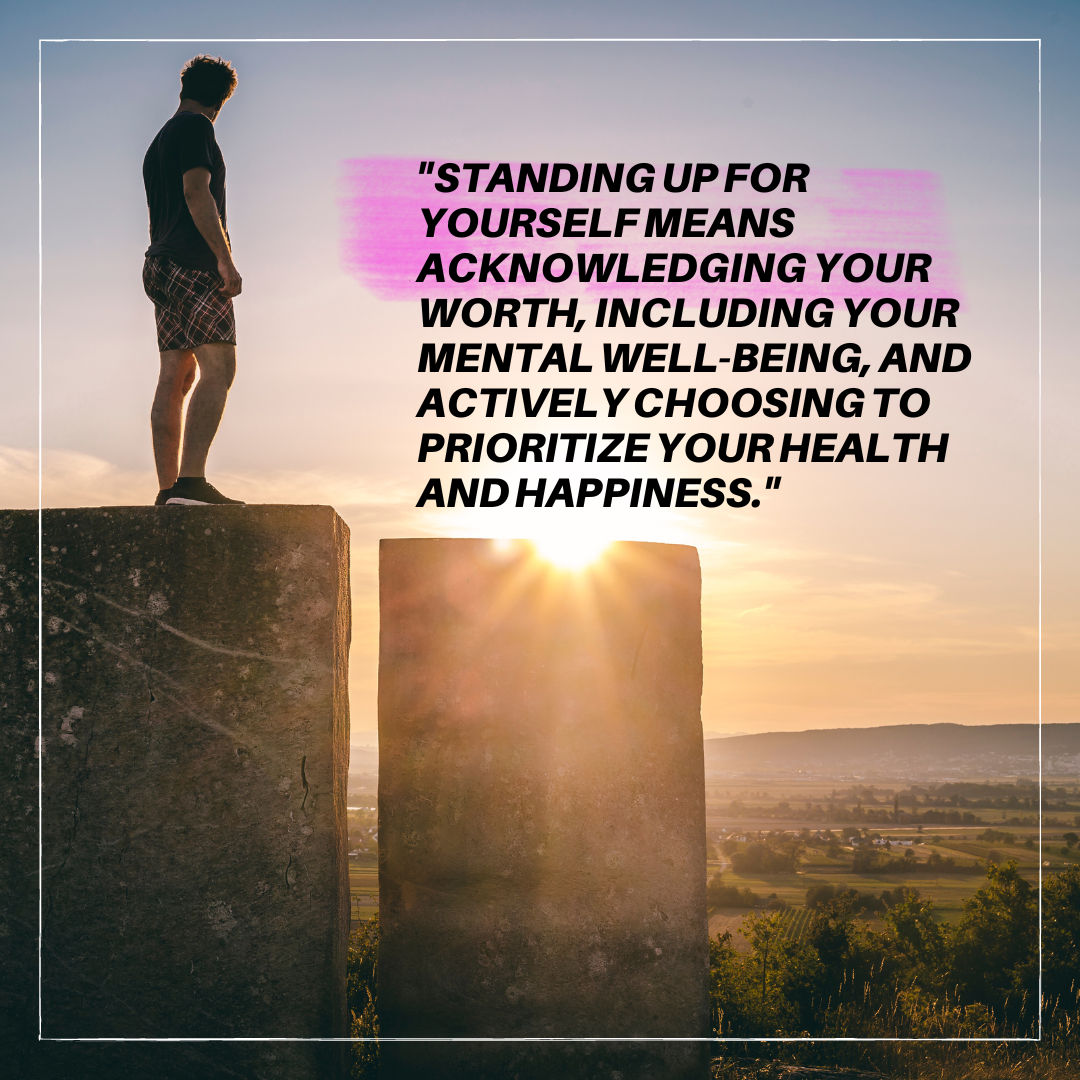 "STANDING UP FOR
YOURSELF MEANS
ACKNOWLEDGING YOUR
WORTH, INCLUDING YOUR
MENTAL WELL-BEING, AND
ACTIVELY CHOOSING TO
PRIORITIZE YOUR HEALTH
AND HAPPINESS."